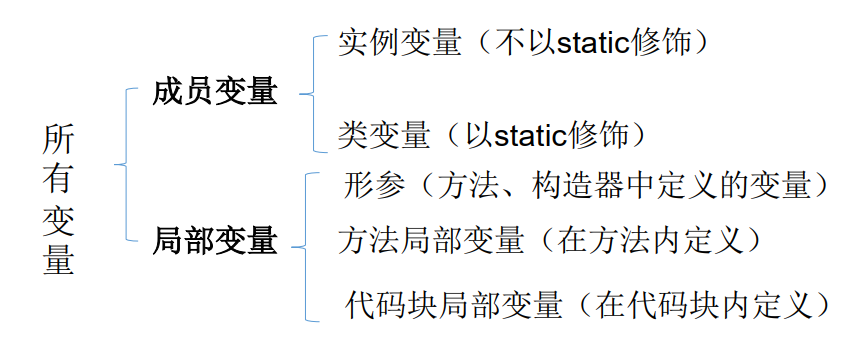 所有变量
成员变量
实例变量（不以static修饰）
类变量（以static修饰）
局部变量
形参（方法、构造器中定义的变量）
方法局部变量（在方法内定义）
代码块局部变量（在代码块内定义）